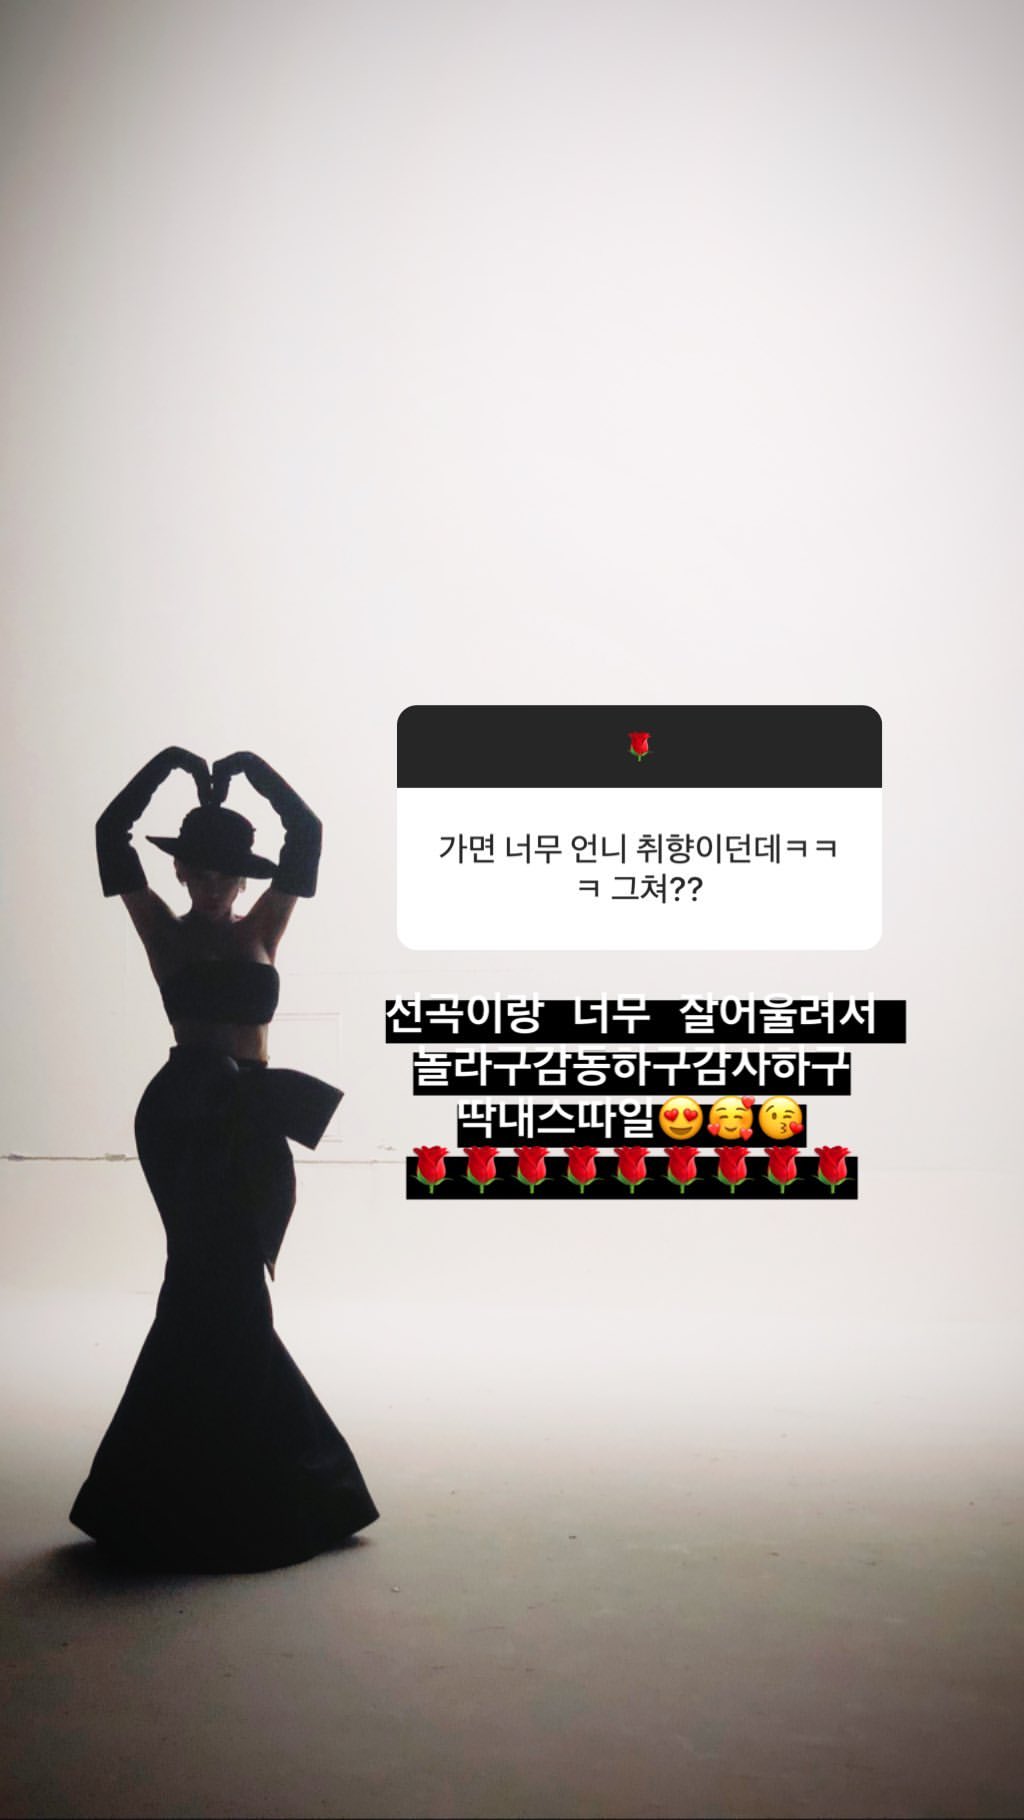 🌹
가면 너무 언니 취향이던데ㅋㅋ
ㅋ 그쳐??
선곡이랑 너무 잘어울려서
놀라구감동하구감사하구
딱내스따일😍🥰😘
🌹🌹🌹🌹🌹🌹🌹🌹🌹